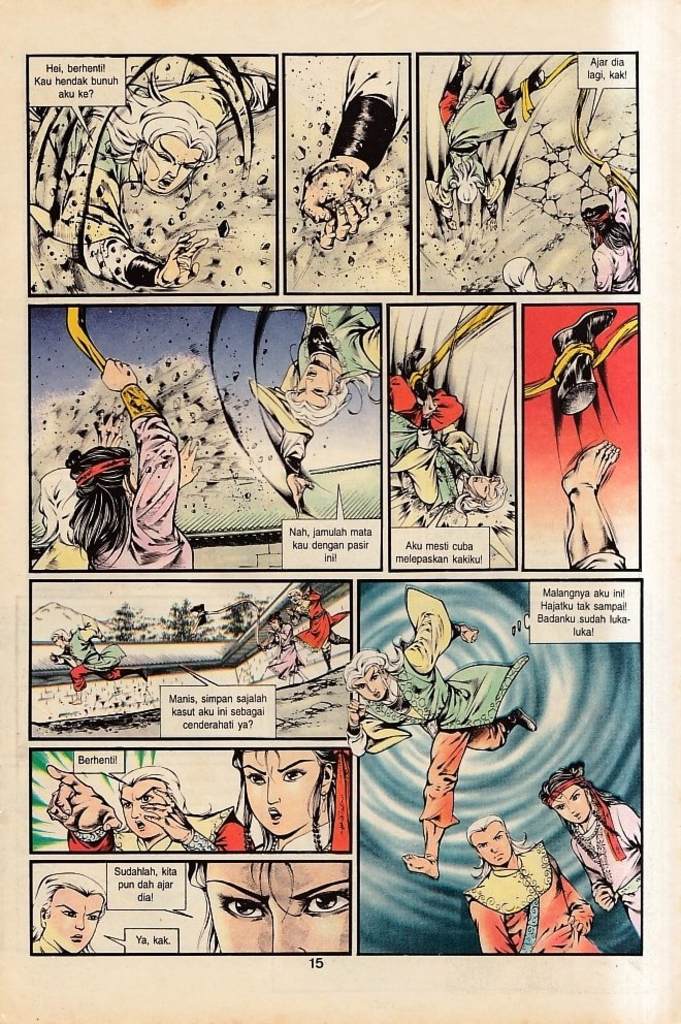 Hei, berhenti!
Kau hendak bunuh
aku ke?
Ajar dia
lagi, kak!
Nah, jamulah mata
kau dengan pasir
ini!
Aku mesti cuba
melepaskan kakiku!
Manis, simpan sajalah
kasut aku ini sebagai
cenderahati ya?
Malangnya aku ini!
Hajatku tak sampai!
Badanku sudah luka-
luka!
Berhenti!
Sudahlah, kita
pun dah ajar
dia!
Ya, kak.
15